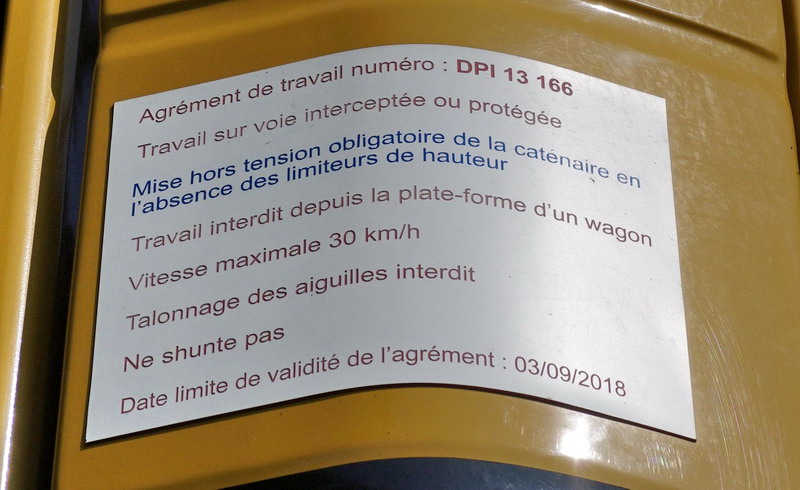 Agrément de travail numéro : DPI 13 166
Travail sur voie interceptée ou protégée
Mise hors tension obligatoire de la caténaire en
l'absence des limiteurs de hauteur
Travail interdit depuis la plate-forme d'un wagon
Vitesse maximale 30 km/h
Talonnage des aiguilles interdit
Ne shunte pas
Date limite de validité de l'agrément : 03/09/2018